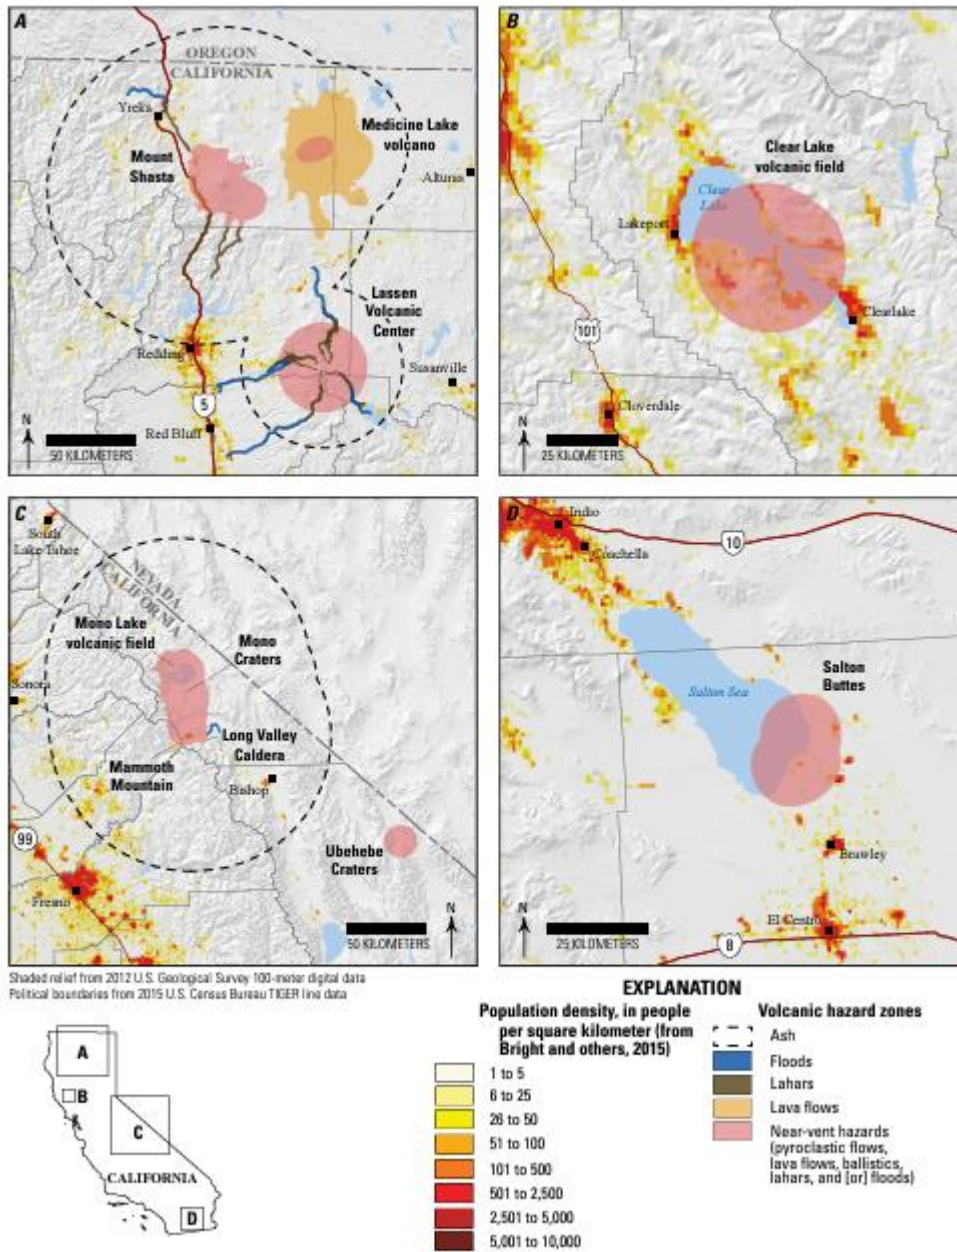 A
OREGON
CALIFORNIA
Yreka
Medicine Lake
volcano
Mount
Shasta
Alturas
Lassen
Volcanic
Center
Redding
Susanville
5
N
Red Bluff
50 KILOMETERS
B
Clear Lake
volcanic field
Clear
Lake
Lakeport
Clearlake
101
Cloverdale
N
25 KILOMETERS
C
South
Lake Tahoe
NEVADA
CALIFORNIA
Mono Lake
volcanic field
Mono
Craters
Sonora
Long Valley
Caldera
Mammoth
Mountain
Bishop
99
Ubehebe
Craters
Fresno
N
50 KILOMETERS
D
Indio
10
Coachella
Salton
Buttes
Salton Sea
Brawley
El Centro
N
25 KILOMETERS
8
Shaded relief from 2012 U.S. Geological Survey 100-meter digital data
Political boundaries from 2015 U.S. Census Bureau TIGER line data
A
B
C
CALIFORNIA
D
EXPLANATION
Population density, in people
per square kilometer (from
Bright and others, 2015)
1 to 5
6 to 25
26 to 50
51 to 100
101 to 500
501 to 2,500
2,501 to 5,000
5,001 to 10,000
Volcanic hazard zones
Ash
Floods
Lahars
Lava flows
Near-vent hazards
(pyroclastic flows,
lava flows, ballistics,
lahars, and [or] floods)